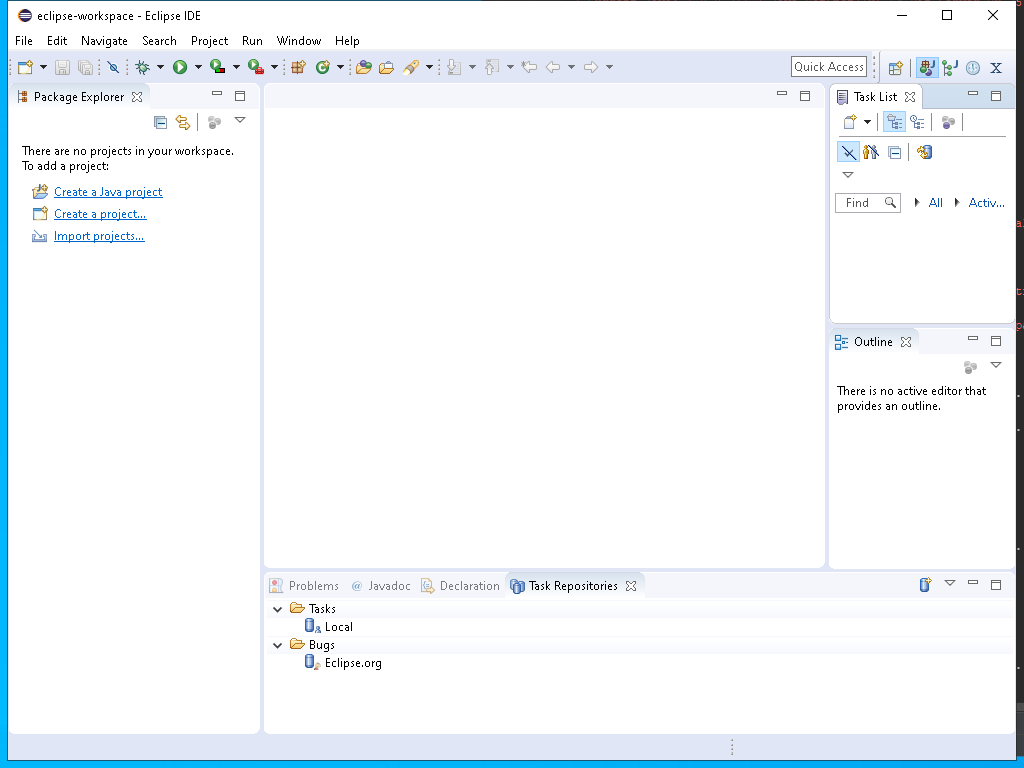 eclipse-workspace - Eclipse IDE
File Edit Navigate Search Project Run Window Help
Quick Access
Package Explorer
There are no projects in your workspace.
To add a project:
Create a Java project
Create a project...
Import projects...
Task List
Find All Activ...
Outline
There is no active editor that
provides an outline.
Problems @ Javadoc Declaration Task Repositories
Tasks
Local
Bugs
Eclipse.org